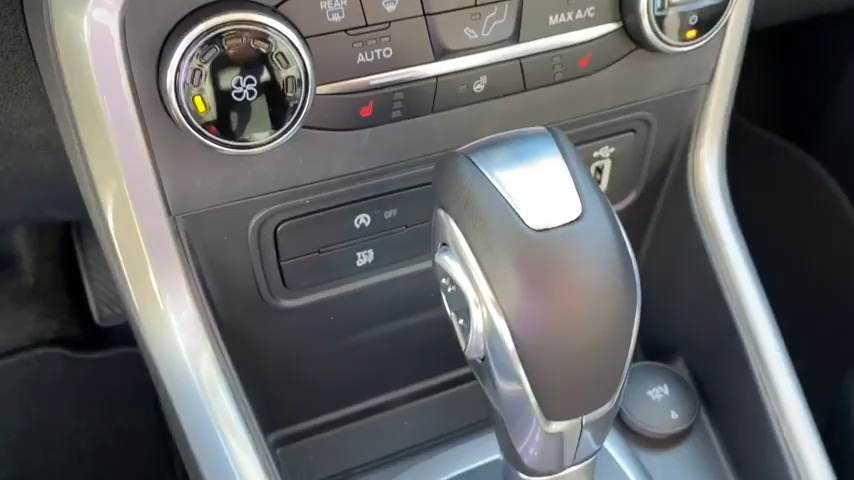 REAR
AUTO
MAX A/C
OFF
TCS
OFF
12V